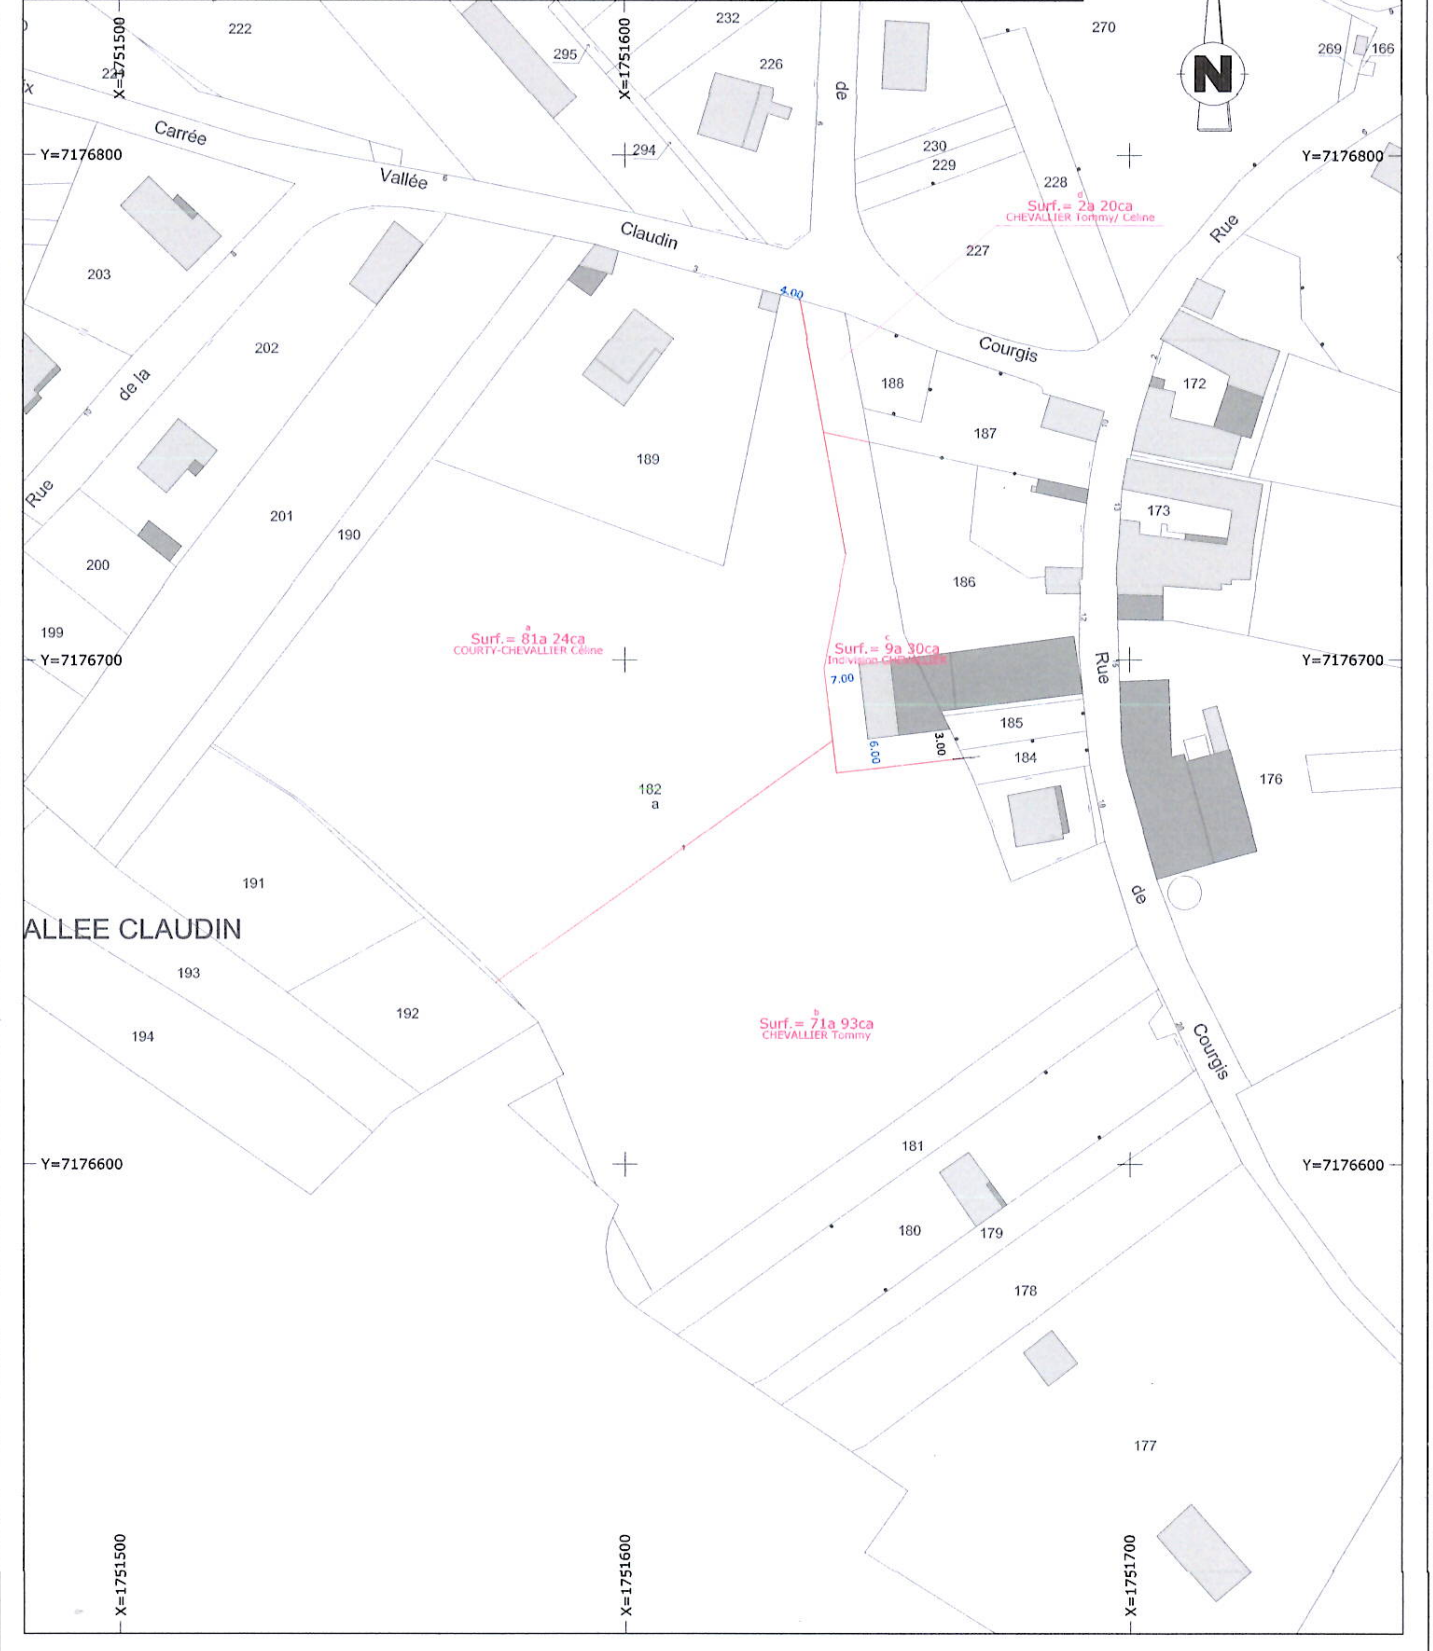 222
X=1751500
295
X=1751600
232
226
de
270
269
166
N
Carrée
Y=7176800
Vallée
294
230
229
228
Y=7176800
d
Surf.= 2a 20ca
CHEVALLIER Tommy/ Celine
Rue
Claudin
227
203
4.00
202
Courgis
188
172
de la
187
189
Rue
201
190
173
200
186
199
a
Surf.= 81a 24ca
COURTY-CHEVALLIER Céline
c
Surf.= 9a 30ca
Indivision CHEVALLIER
Y=7176700
Rue
Y=7176700
7.00
185
6.00
3.00
184
176
182
a
191
de
ALLEE CLAUDIN
193
192
194
b
Surf.= 71a 93ca
CHEVALLIER Tommy
Courgis
181
Y=7176600
Y=7176600
180
179
178
177
X=1751500
X=1751600
X=1751700